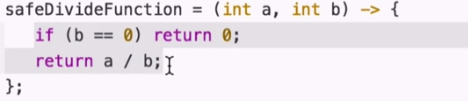 safeDivideFunction = (int a, int b) -> {
if (b == 0) return 0;
return a / b;
};